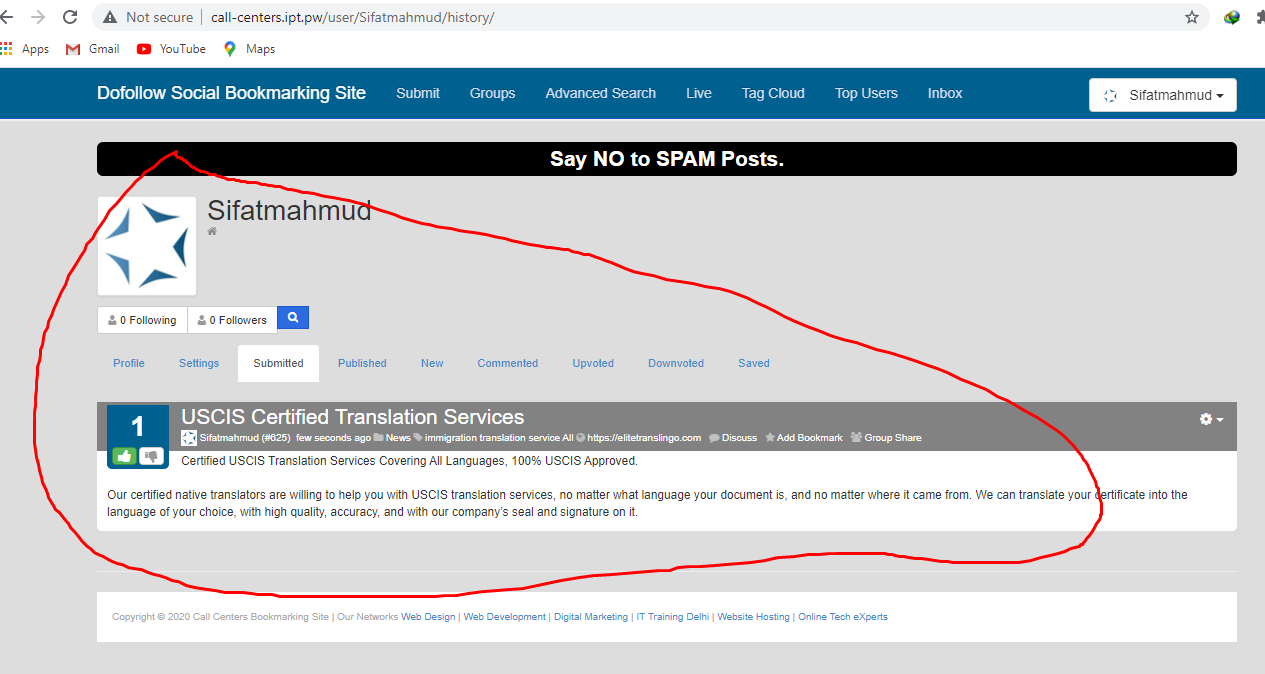 Not secure | call-centers.ipt.pw/user/Sifatmahmud/history/
Apps Gmail YouTube Maps
Dofollow Social Bookmarking Site Submit Groups Advanced Search Live Tag Cloud Top Users Inbox Sifatmahmud
Say NO to SPAM Posts.
Sifatmahmud
0 Following 0 Followers
Profile Settings Submitted Published New Commented Upvoted Downvoted Saved
1 USCIS Certified Translation Services
Sifatmahmud (#625) few seconds ago News immigration translation service All https://elitetranslingo.com Discuss Add Bookmark Group Share
Certified USCIS Translation Services Covering All Languages, 100% USCIS Approved.
Our certified native translators are willing to help you with USCIS translation services, no matter what language your document is, and no matter where it came from. We can translate your certificate into the
language of your choice, with high quality, accuracy, and with our company's seal and signature on it.
Copyright © 2020 Call Centers Bookmarking Site | Our Networks Web Design | Web Development | Digital Marketing | IT Training Delhi | Website Hosting | Online Tech eXperts